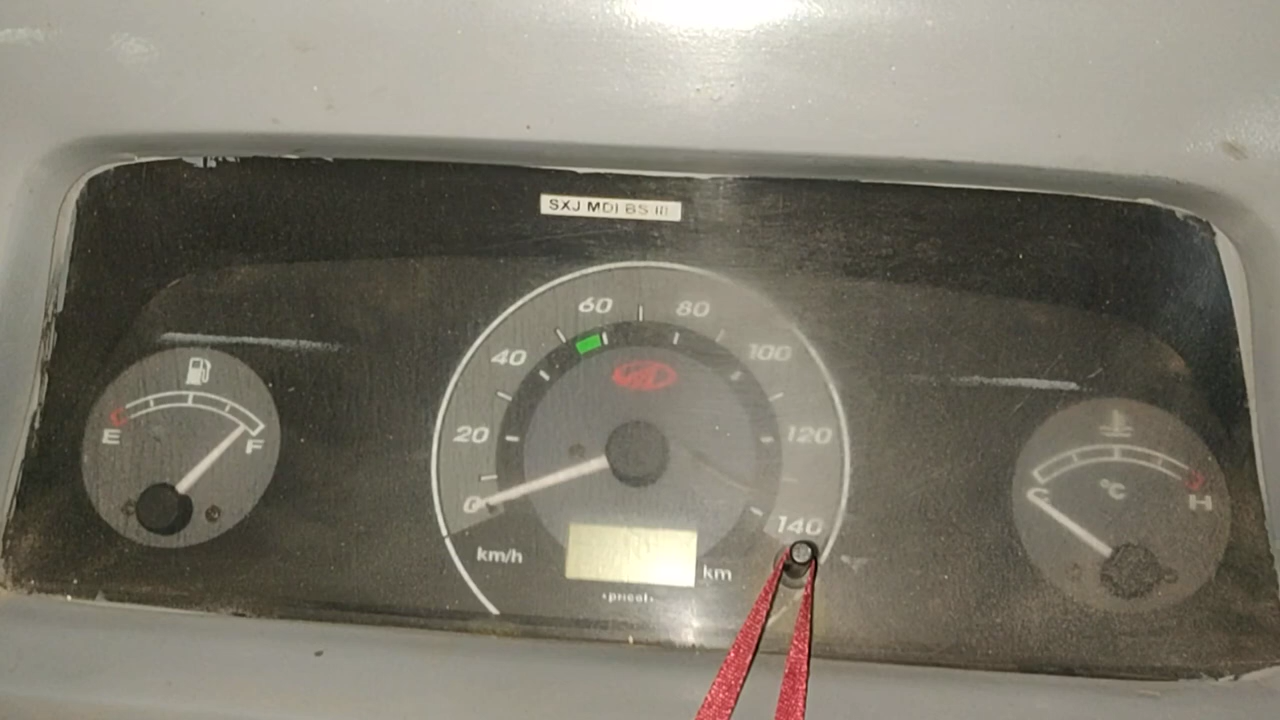 SXJ MDI BS III
60 80
40 100
20 120
0 140
E F
C °C H
km/h km
pricol